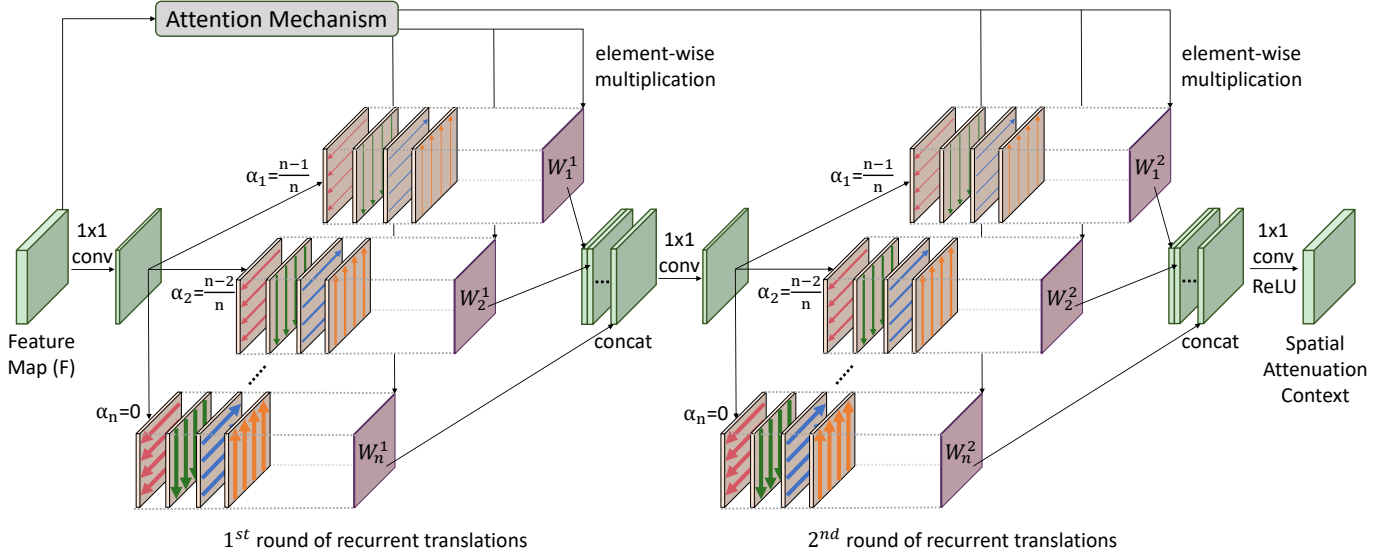 Attention Mechanism
element-wise
multiplication
element-wise
multiplication
α₁=n−1/n
W₁¹
α₁=n−1/n
W₁²
1x1
conv
1x1
conv
1x1
conv
ReLU
α₂=n−2/n
W₂¹
...
α₂=n−2/n
W₂²
...
Feature
Map (F)
concat
concat
Spatial
Attenuation
Context
αₙ=0
Wₙ¹
αₙ=0
Wₙ²
1ˢᵗ round of recurrent translations
2ⁿᵈ round of recurrent translations